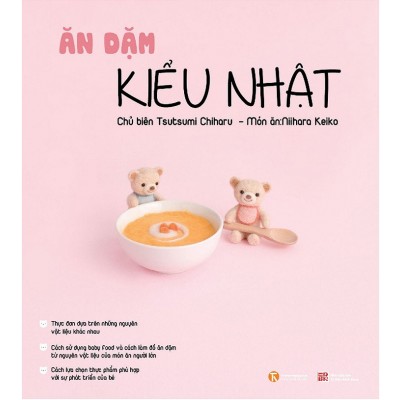 ĂN DẶM
KIỂU NHẬT
Chủ biên Tsutsumi Chiharu - Món ăn:Niihara Keiko
Thực đơn dựa trên những nguyên
vật liệu khác nhau
Cách sử dụng baby food và cách làm đồ ăn dặm
từ nguyên vật liệu của món ăn người lớn
Cách lựa chọn thực phẩm phù hợp
với sự phát triển của bé